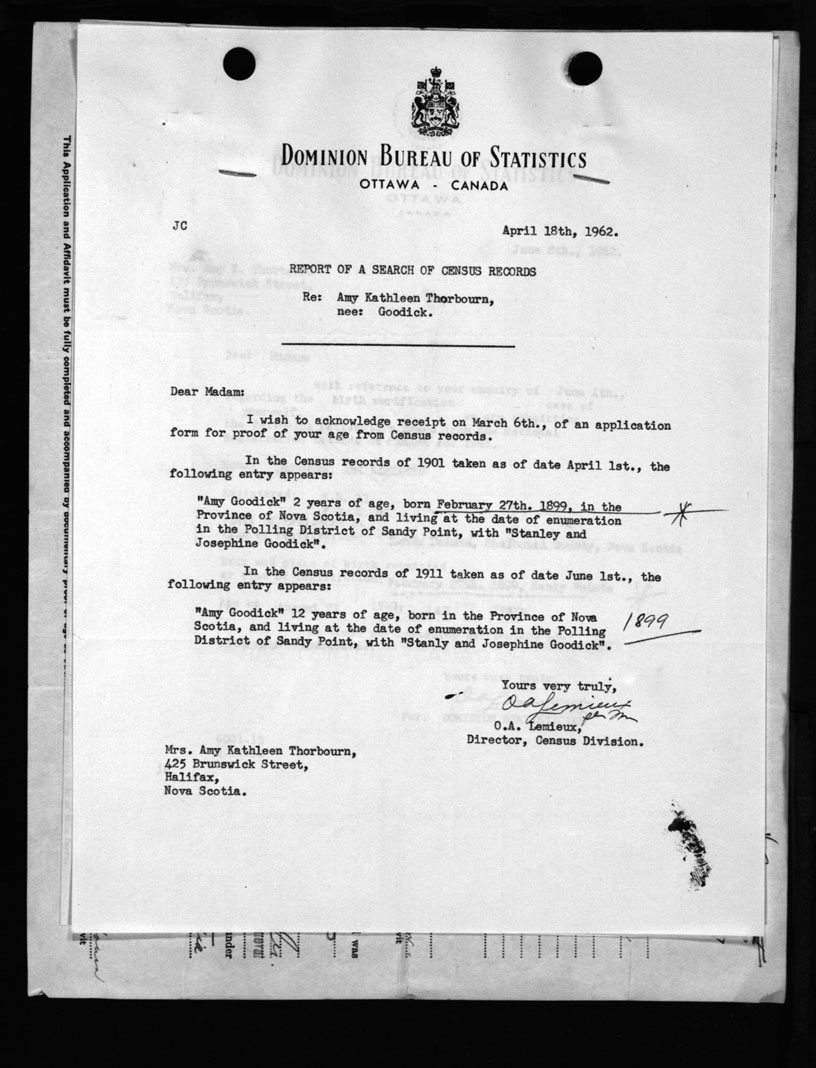 DOMINION BUREAU OF STATISTICS
OTTAWA - CANADA
JC
April 18th, 1962.
REPORT OF A SEARCH OF CENSUS RECORDS
Re: Amy Kathleen Thorbourn,
nee: Goodick.
Dear Madam:
I wish to acknowledge receipt on March 6th., of an application
form for proof of your age from Census records.
In the Census records of 1901 taken as of date April 1st., the
following entry appears:
"Amy Goodick" 2 years of age, born February 27th. 1899, in the
Province of Nova Scotia, and living at the date of enumeration
in the Polling District of Sandy Point, with "Stanley and
Josephine Goodick".
In the Census records of 1911 taken as of date June 1st., the
following entry appears:
"Amy Goodick" 12 years of age, born in the Province of Nova
Scotia, and living at the date of enumeration in the Polling
District of Sandy Point, with "Stanly and Josephine Goodick".
1899
Yours very truly,
OA Lemieux
O.A. Lemieux,
Director, Census Division.
Mrs. Amy Kathleen Thorbourn,
425 Brunswick Street,
Halifax,
Nova Scotia.
This Application and Affidavit must be fully completed and accompanied by documentary proof of age
I was